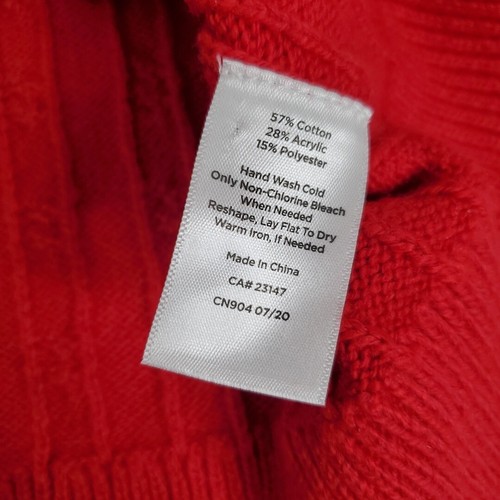 57% Cotton
28% Acrylic
15% Polyester
Hand Wash Cold
Only Non-Chlorine Bleach
When Needed
Reshape, Lay Flat To Dry
Warm Iron, If Needed
Made In China
CA# 23147
CN904 07/20